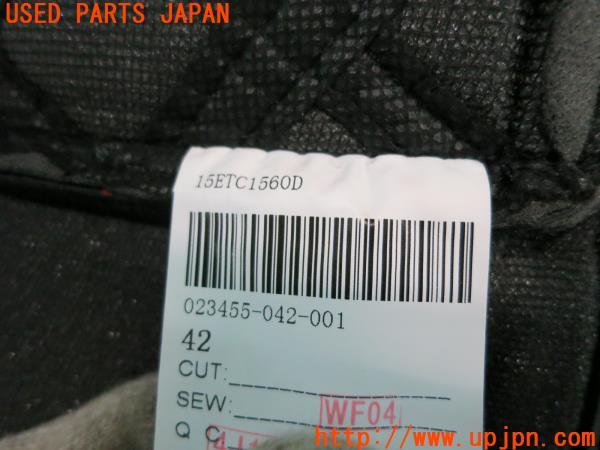 USED PARTS JAPAN
15ETC1560D
023455-042-001
42
CUT:
SEW: WF04
Q C
http://www.upjpn.com